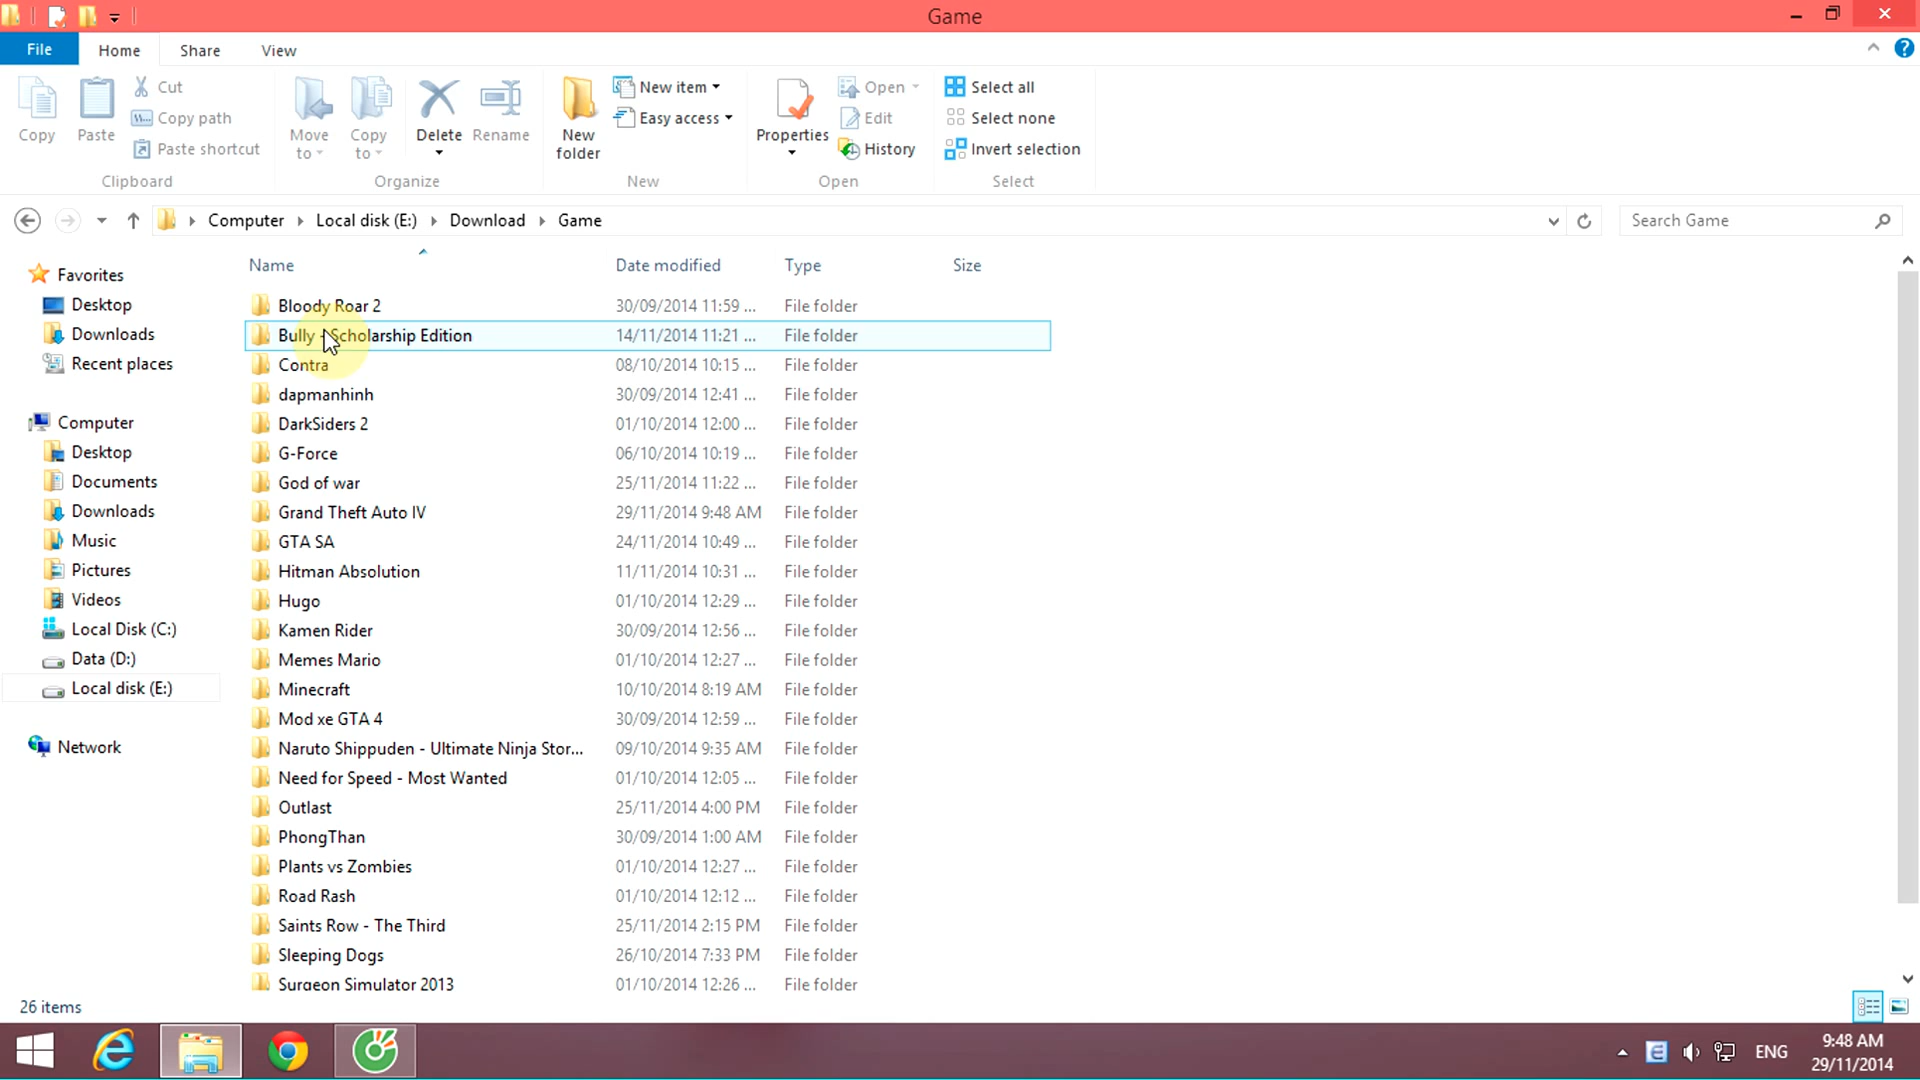 Game
File Home Share View
Copy
Paste
Cut
Copy path
Paste shortcut
Clipboard
Move to
Copy to
Delete
Rename
Organize
New folder
New item
Easy access
New
Properties
Open
Edit
History
Open
Select all
Select none
Invert selection
Select
Computer Local disk (E:) Download Game
Search Game
Favorites
Desktop
Downloads
Recent places
Computer
Desktop
Documents
Downloads
Music
Pictures
Videos
Local Disk (C:)
Data (D:)
Local disk (E:)
Network
Name Date modified Type Size
Bloody Roar 2 30/09/2014 11:59 ... File folder
Bully - Scholarship Edition 14/11/2014 11:21 ... File folder
Contra 08/10/2014 10:15 ... File folder
dapmanhinh 30/09/2014 12:41 ... File folder
DarkSiders 2 01/10/2014 12:00 ... File folder
G-Force 06/10/2014 10:19 ... File folder
God of war 25/11/2014 11:22 ... File folder
Grand Theft Auto IV 29/11/2014 9:48 AM File folder
GTA SA 24/11/2014 10:49 ... File folder
Hitman Absolution 11/11/2014 10:31 ... File folder
Hugo 01/10/2014 12:29 ... File folder
Kamen Rider 30/09/2014 12:56 ... File folder
Memes Mario 01/10/2014 12:27 ... File folder
Minecraft 10/10/2014 8:19 AM File folder
Mod xe GTA 4 30/09/2014 12:59 ... File folder
Naruto Shippuden - Ultimate Ninja Stor... 09/10/2014 9:35 AM File folder
Need for Speed - Most Wanted 01/10/2014 12:05 ... File folder
Outlast 25/11/2014 4:00 PM File folder
PhongThan 30/09/2014 1:00 AM File folder
Plants vs Zombies 01/10/2014 12:27 ... File folder
Road Rash 01/10/2014 12:12 ... File folder
Saints Row - The Third 25/11/2014 2:15 PM File folder
Sleeping Dogs 26/10/2014 7:33 PM File folder
Surgeon Simulator 2013 01/10/2014 12:26 ... File folder
26 items
ENG
9:48 AM
29/11/2014